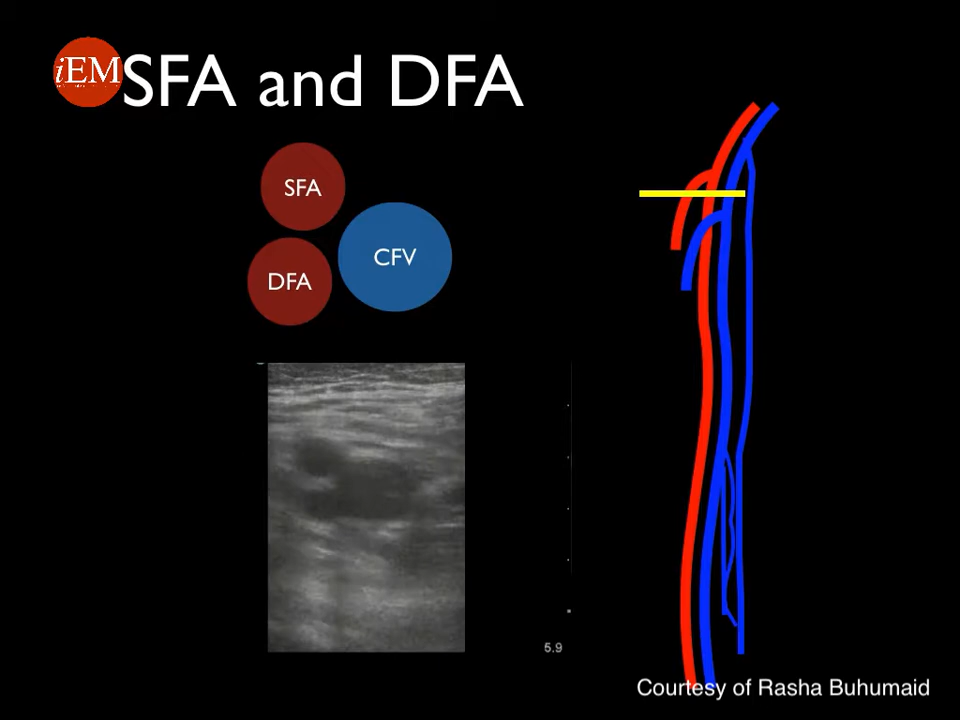 iEM
SFA and DFA
SFA
CFV
DFA
5.9
Courtesy of Rasha Buhumaid